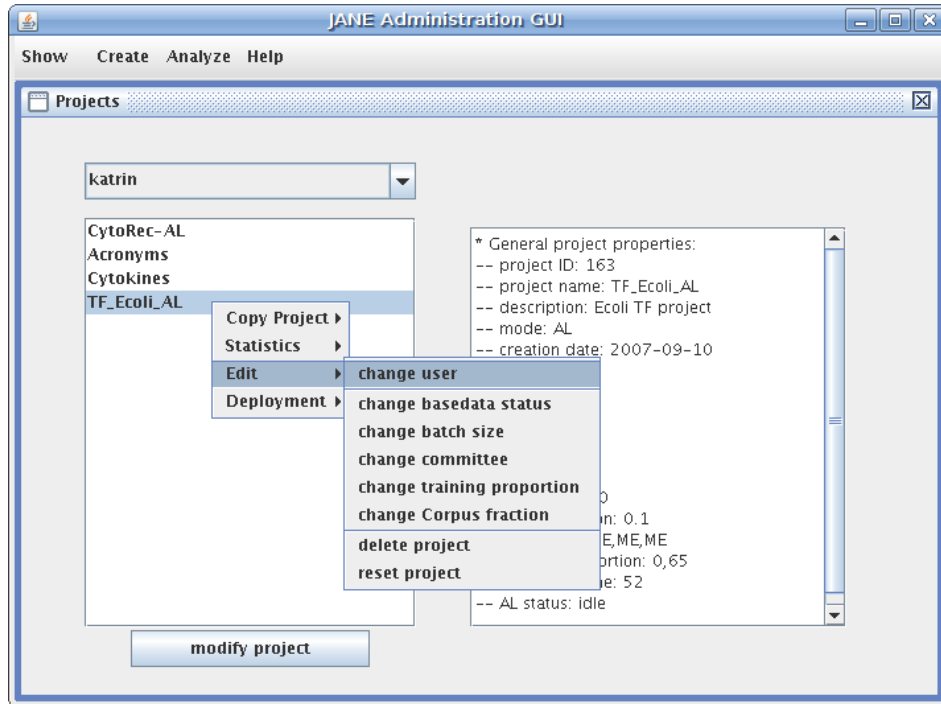 JANE Administration GUI
Show Create Analyze Help
Projects
katrin
CytoRec-AL
Acronyms
Cytokines
TF_Ecoli_AL
Copy Project
Statistics
Edit
Deployment
change user
change basedata status
change batch size
change committee
change training proportion
change Corpus fraction
delete project
reset project
* General project properties:
-- project ID: 163
-- project name: TF_Ecoli_AL
-- description: Ecoli TF project
-- mode: AL
-- creation date: 2007-09-10
n: 0.1
E,ME,ME
ortion: 0,65
e: 52
-- AL status: idle
modify project